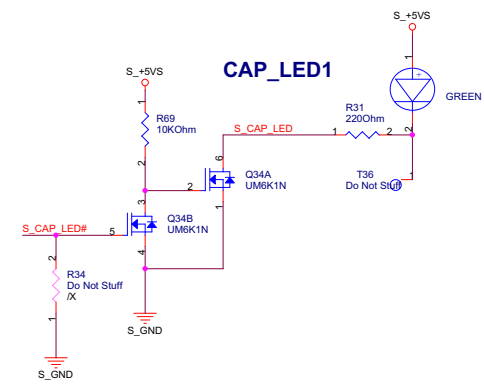 S_+5VS
CAP_LED1
S_+5VS
1
GREEN
2
1
R69
10KOhm
2
S_CAP_LED
R31
220Ohm
1
2
6
2
Q34A
UM6K1N
1
T36
Do Not Stuff
1
3
S_CAP_LED#
5
Q34B
UM6K1N
4
2
R34
Do Not Stuff
/X
1
S_GND
S_GND